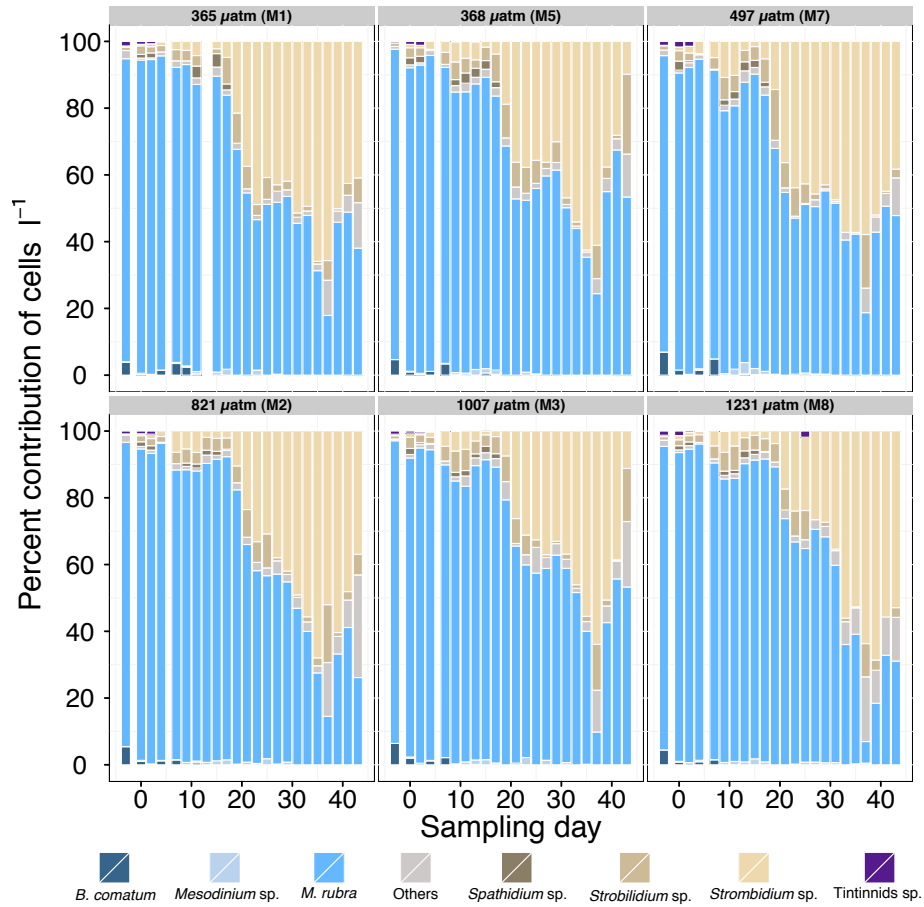 365 µatm (M1) 368 µatm (M5) 497 µatm (M7)
100
80
60
40
20
0
821 µatm (M2) 1007 µatm (M3) 1231 µatm (M8)
100
80
60
40
20
0
Percent contribution of cells l⁻¹
0 10 20 30 40 0 10 20 30 40 0 10 20 30 40
Sampling day
B. comatum Mesodinium sp. M. rubra Others Spathidium sp. Strobilidium sp. Strombidium sp. Tintinnids sp.